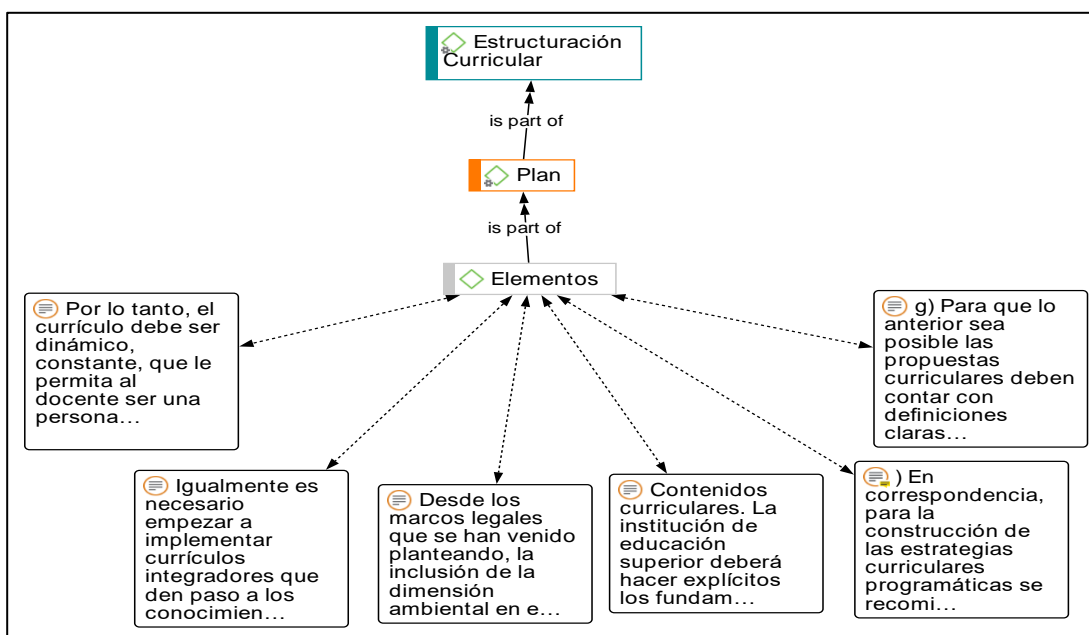 Estructuración
Curricular
is part of
Plan
is part of
Elementos
Por lo tanto, el
currículo debe ser
dinámico,
constante, que le
permita al
docente ser una
persona…
g) Para que lo
anterior sea
posible las
propuestas
curriculares deben
contar con
definiciones
claras…
Igualmente es
necesario
empezar a
implementar
currículos
integradores que
den paso a los
conocimien…
Desde los
marcos legales
que se han venido
planteando, la
inclusión de la
dimensión
ambiental en e…
Contenidos
curriculares. La
institución de
educación
superior deberá
hacer explícitos
los fundam…
) En
correspondencia,
para la
construcción de
las estrategias
curriculares
programáticas se
recomi…